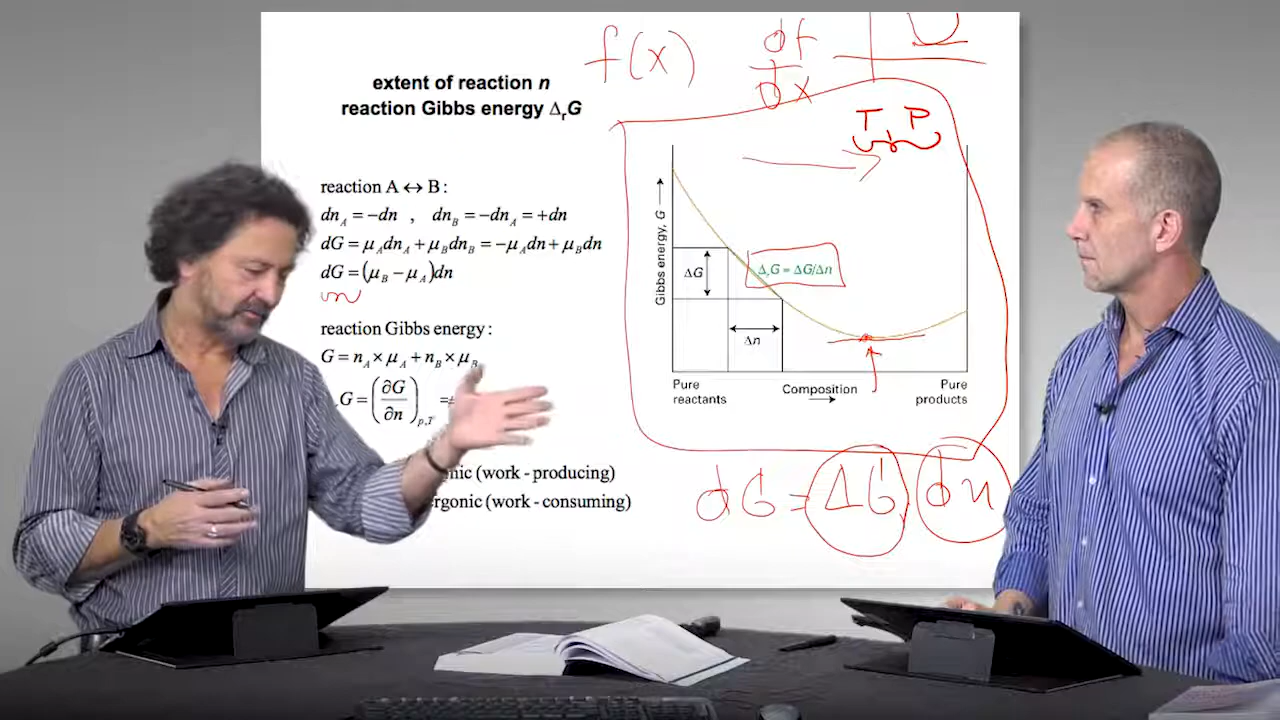 f(x) df/dx
extent of reaction n
reaction Gibbs energy ΔrG
T P
reaction A ↔ B :
dnA = −dn , dnB = −dnA = +dn
dG = μAdnA + μBdnB = −μAdn + μBdn
dG = (μB − μA)dn
reaction Gibbs energy :
G = nA × μA + nB × μB
G = (∂G/∂n)p,T =
(work - producing)
(work - consuming)
Gibbs energy, G
ΔG
ΔrG = ΔG/Δn
Δn
Pure reactants
Composition
Pure products
dG = ΔG dn